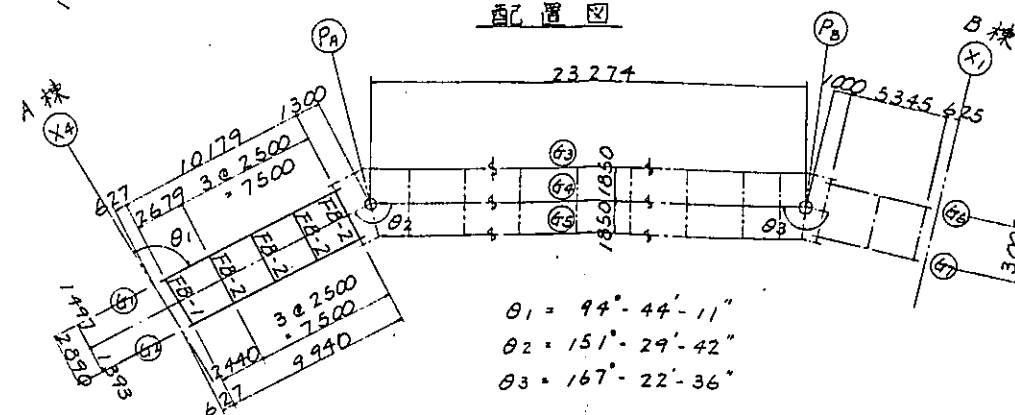 配置図
PA
PB
B棟
X1
A棟
X4
23274
1000
5345
625
1300
10179
3@2500
=7500
627
2679
θ1
θ2
θ3
G3
G4
G5
1850
1850
G6
G7
FB-1
FB-2
FB-2
FB-2
FB-2
G1
G2
1497
1393
2890
3@2500
=7500
2440
9940
627
θ1 = 94°-44'-11"
θ2 = 151°-29'-42"
θ3 = 167°-22'-36"